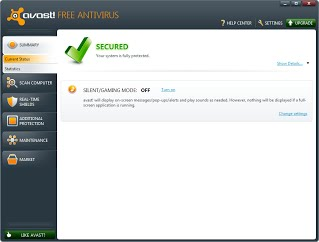 avast! FREE ANTIVIRUS
HELP CENTER
SETTINGS
UPGRADE
SUMMARY
Current Status
Statistics
SCAN COMPUTER
REAL-TIME
SHIELDS
ADDITIONAL
PROTECTION
MAINTENANCE
MARKET
LIKE AVAST!
SECURED
Your system is fully protected.
Show Details...
SILENT/GAMING MODE: OFF Turn on
avast! will display on-screen messages/pop-ups/alerts and play sounds as needed. However, nothing will be displayed if a full-
screen application is running.
Change settings